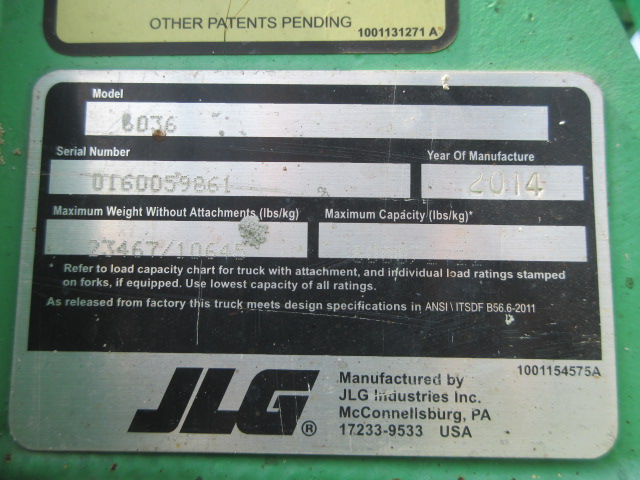 OTHER PATENTS PENDING
1001131271 A
Model
6036
Serial Number
Year Of Manufacture
0160059861
2014
Maximum Weight Without Attachments (lbs/kg)
Maximum Capacity (lbs/kg)*
23467/10645
* Refer to load capacity chart for truck with attachment, and individual load ratings stamped
on forks, if equipped. Use lowest capacity of all ratings.
As released from factory this truck meets design specifications in ANSI \ ITSDF B56.6-2011
1001154575A
JLG®
Manufactured by
JLG Industries Inc.
McConnellsburg, PA
17233-9533 USA